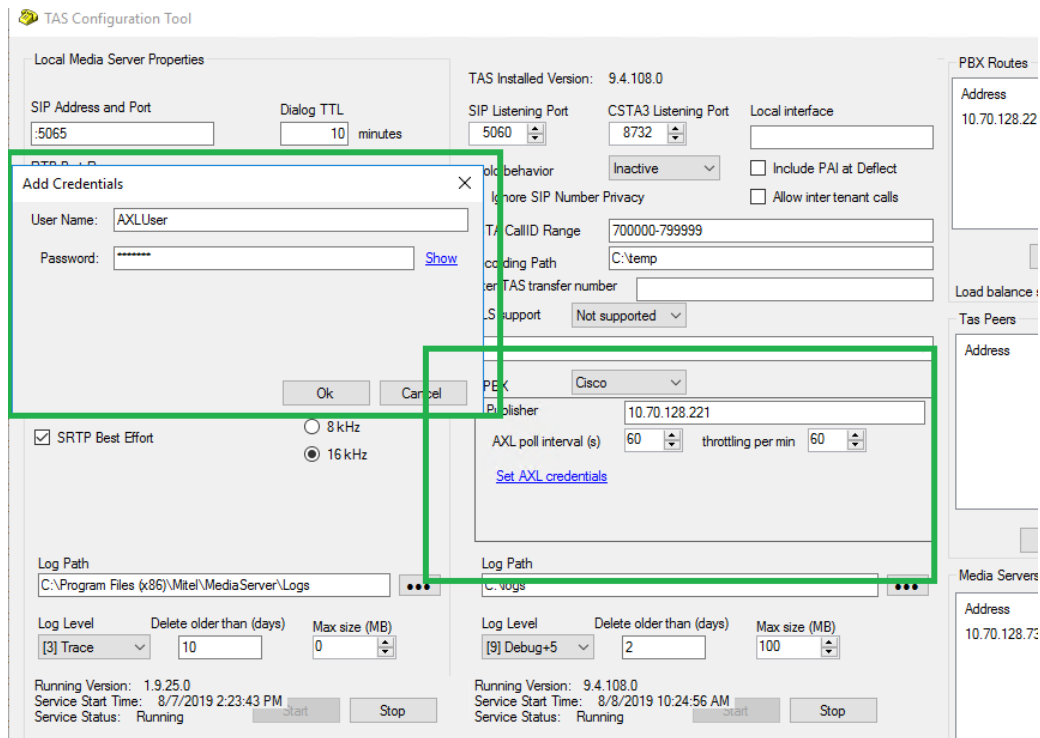 TAS Configuration Tool
Local Media Server Properties
SIP Address and Port
Dialog TTL
:5065
10 minutes
Add Credentials
User Name: AXLUser
Password: *******
Show
Ok
Cancel
SRTP Best Effort
8 kHz
16 kHz
Log Path
C:\Program Files (x86)\Mitel\MediaServer\Logs
Log Level
Delete older than (days)
Max size (MB)
[3] Trace
10
0
Running Version: 1.9.25.0
Service Start Time: 8/7/2019 2:23:43 PM
Service Status: Running
Start
Stop
TAS Installed Version: 9.4.108.0
SIP Listening Port
CSTA3 Listening Port
Local interface
5060
8732
behavior
Inactive
Include PAI at Deflect
Ignore SIP Number Privacy
Allow inter tenant calls
CallID Range
700000-799999
Path
C:\temp
TAS transfer number
support
Not supported
PBX
Cisco
Publisher
10.70.128.221
AXL poll interval (s)
60
throttling per min
60
Set AXL credentials
Log Path
C:\logs
Log Level
Delete older than (days)
Max size (MB)
[9] Debug+5
2
100
Running Version: 9.4.108.0
Service Start Time: 8/8/2019 10:24:56 AM
Service Status: Running
Start
Stop
PBX Routes
Address
10.70.128.22
Load balance
Tas Peers
Address
Media Servers
Address
10.70.128.73